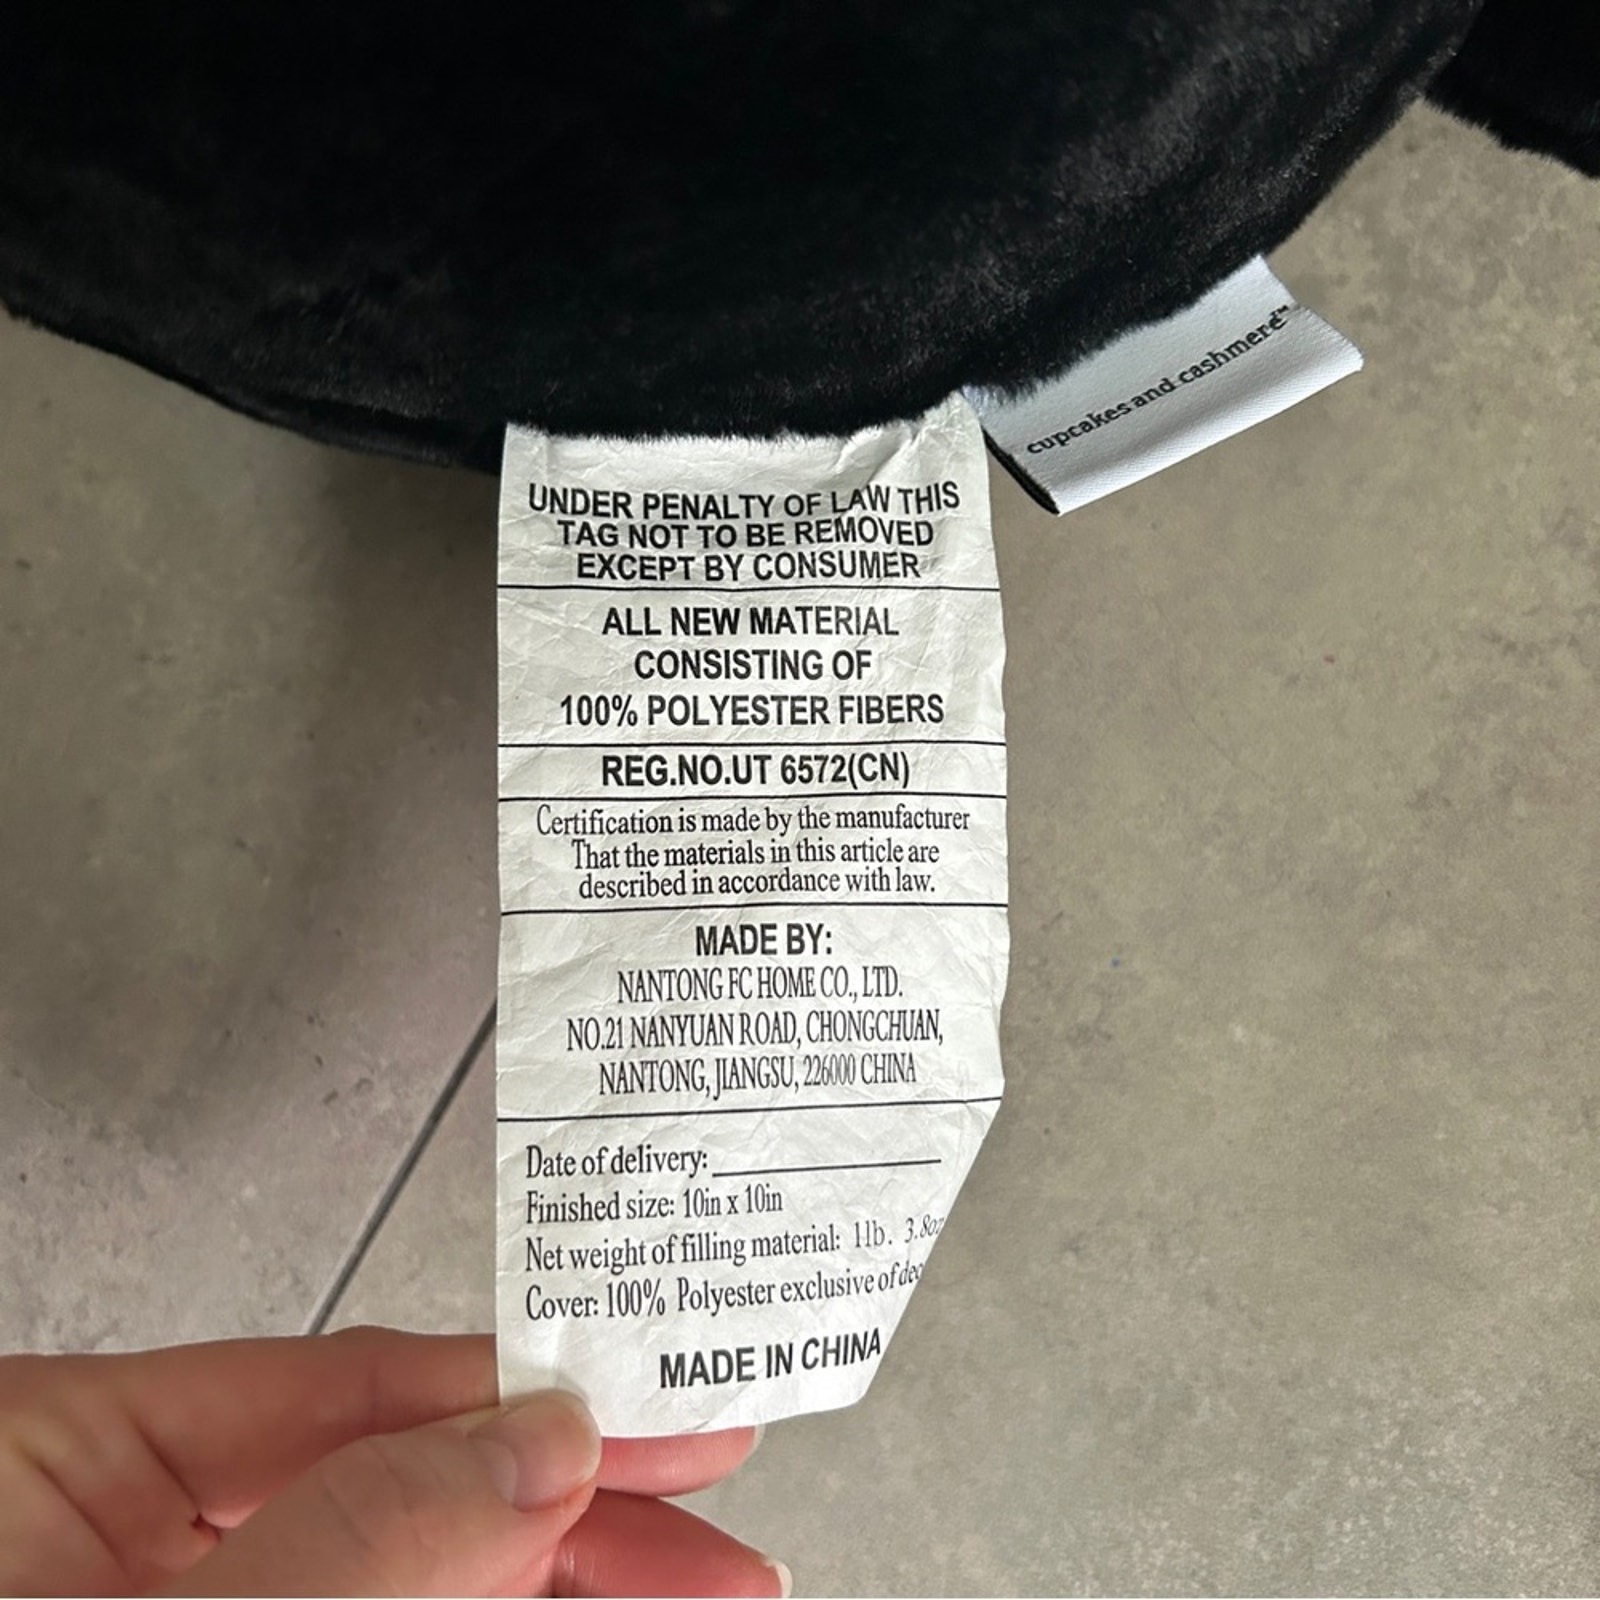 cupcakes and cashmere™
UNDER PENALTY OF LAW THIS
TAG NOT TO BE REMOVED
EXCEPT BY CONSUMER
ALL NEW MATERIAL
CONSISTING OF
100% POLYESTER FIBERS
REG.NO.UT 6572(CN)
Certification is made by the manufacturer
That the materials in this article are
described in accordance with law.
MADE BY:
NANTONG FC HOME CO., LTD.
NO.21 NANYUAN ROAD, CHONGCHUAN,
NANTONG, JIANGSU, 226000 CHINA
Date of delivery:
Finished size: 10in x 10in
Net weight of filling material: 1lb. 3.8oz
Cover: 100% Polyester exclusive of
MADE IN CHINA